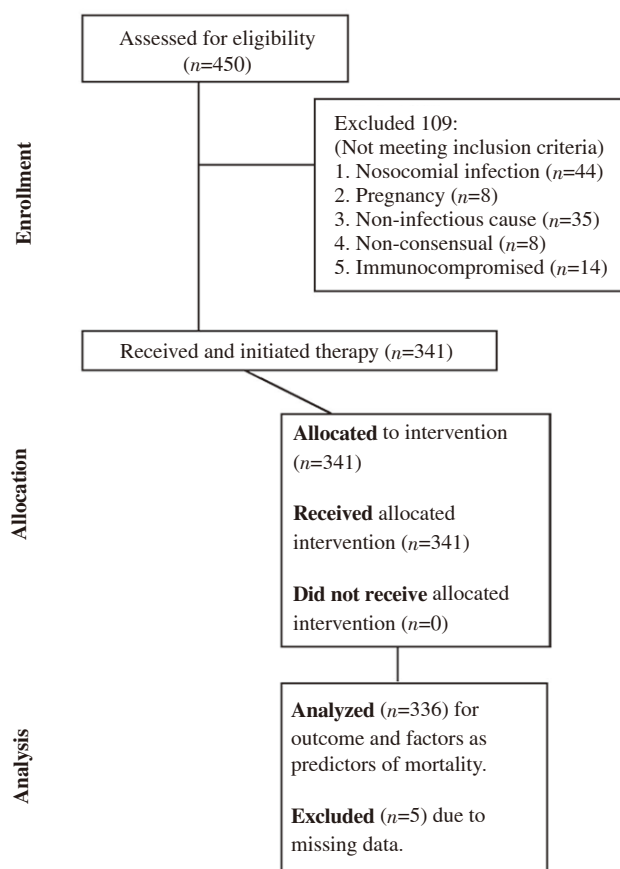 Assessed for eligibility
(n=450)
Enrollment
Excluded 109:
(Not meeting inclusion criteria)
1. Nosocomial infection (n=44)
2. Pregnancy (n=8)
3. Non-infectious cause (n=35)
4. Non-consensual (n=8)
5. Immunocompromised (n=14)
Received and initiated therapy (n=341)
Allocation
Allocated to intervention
(n=341)
Received allocated
intervention (n=341)
Did not receive allocated
intervention (n=0)
Analysis
Analyzed (n=336) for
outcome and factors as
predictors of mortality.
Excluded (n=5) due to
missing data.